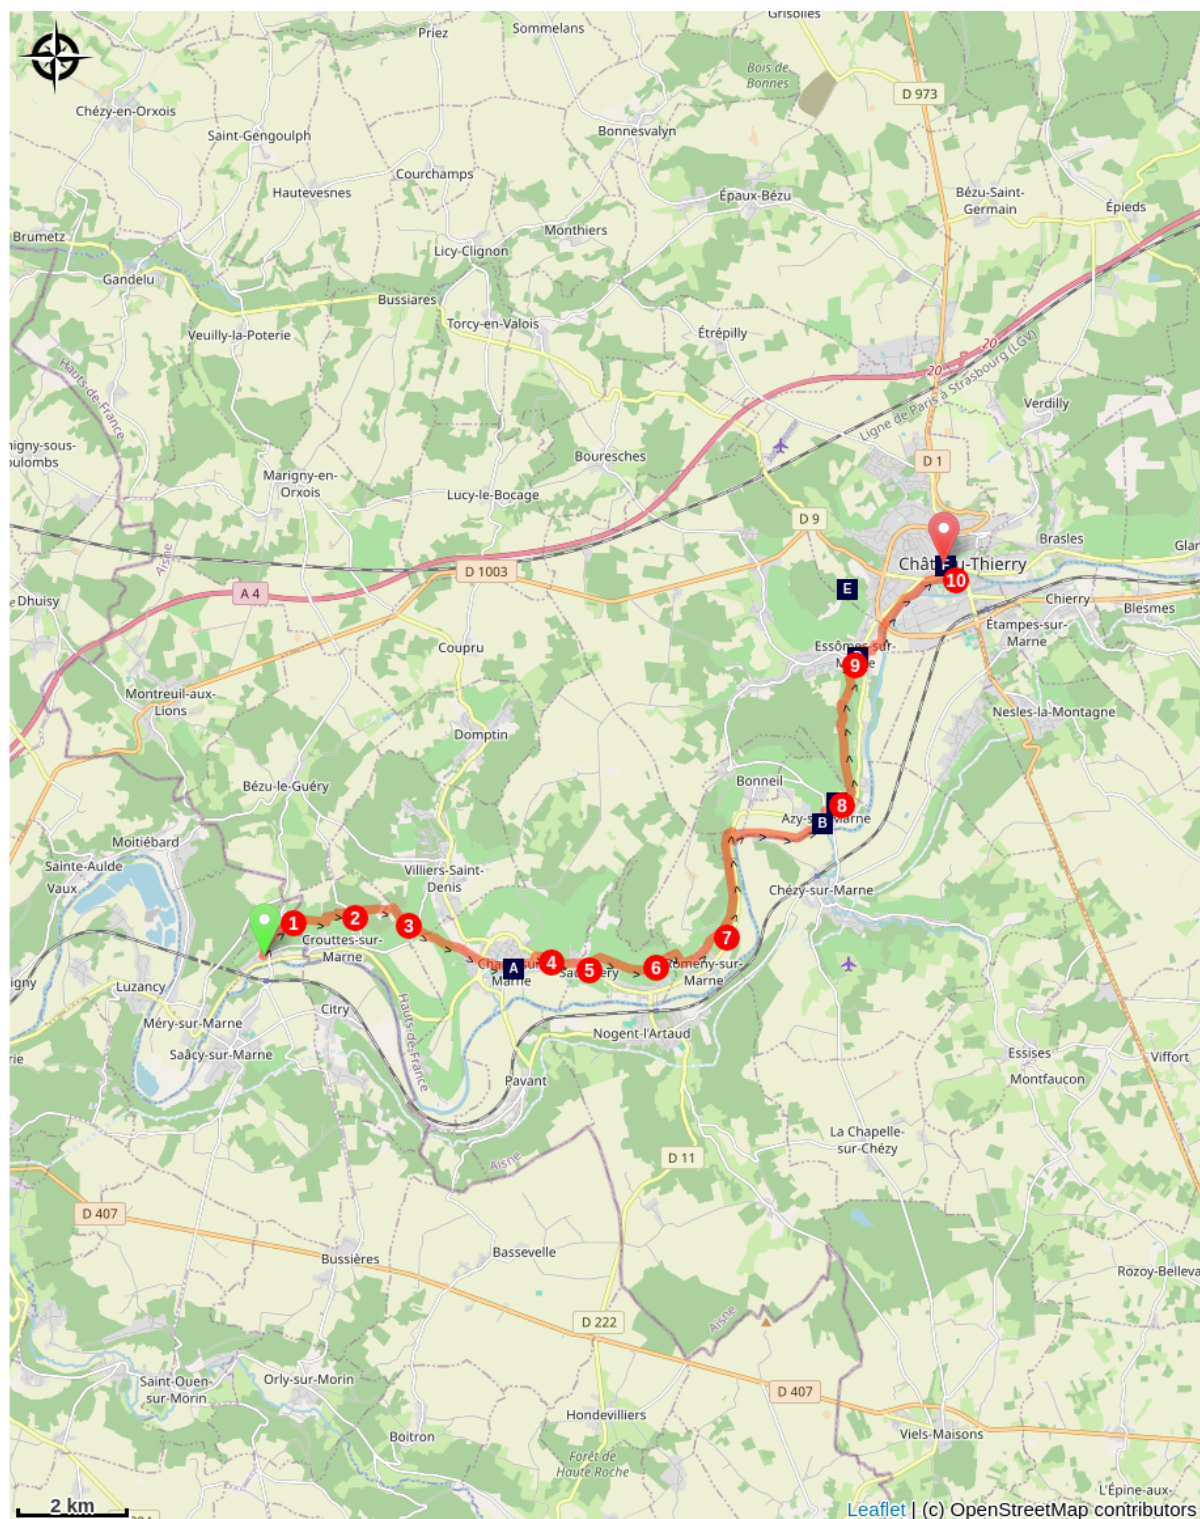 Grisolles
Sommelans
Priez
Bois de
Bonnes
D 973
Chézy-en-Orxois
Saint-Gengoulph
Bonnesvalyn
Courchamps
Hautevesnes
Épaux-Bézu
Bézu-Saint-
Germain
Épieds
Brumetz
Monthiers
Licy-Clignon
Gandelu
Bussiares
Veuilly-la-Poterie
Torcy-en-Valois
Étrépilly
20
20
Ligne de Paris à Strasbourg (LGV)
Hauts-de-France
Verdilly
Bouresches
D 1
Marigny-en-
Orxois
Lucy-le-Bocage
D 9
Brasles
Aisne
D 1003
A 4
E
10
Chierry
Blesmes
Étampes-sur-
Marne
Dhuisy
Coupru
9
Montreuil-aux-
Lions
Nesles-la-Montagne
Domptin
Bonneil
Bézu-le-Guéry
8
B
Moitiébard
Sainte-Aulde
Vaux
Villiers-Saint-
Denis
Chézy-sur-Marne
1
2
3
Crouttes-sur-
Marne
7
A
4
5
6
Marne
Marne
Luzancy
Citry
Hauts-de-France
Méry-sur-Marne
Nogent-l'Artaud
Saâcy-sur-Marne
Essises
Viffort
Pavant
Montfaucon
La Chapelle-
sur-Chézy
Aisne
D 11
D 407
Bussières
Bassevelle
Aisne
D 222
Saint-Ouen-
sur-Morin
Orly-sur-Morin
D 407
Hondevilliers
Boitron
Viels-Maisons
Forêt de
Haute Roche
L'Épine-aux-
2 km
Leaflet | (c) OpenStreetMap contributors